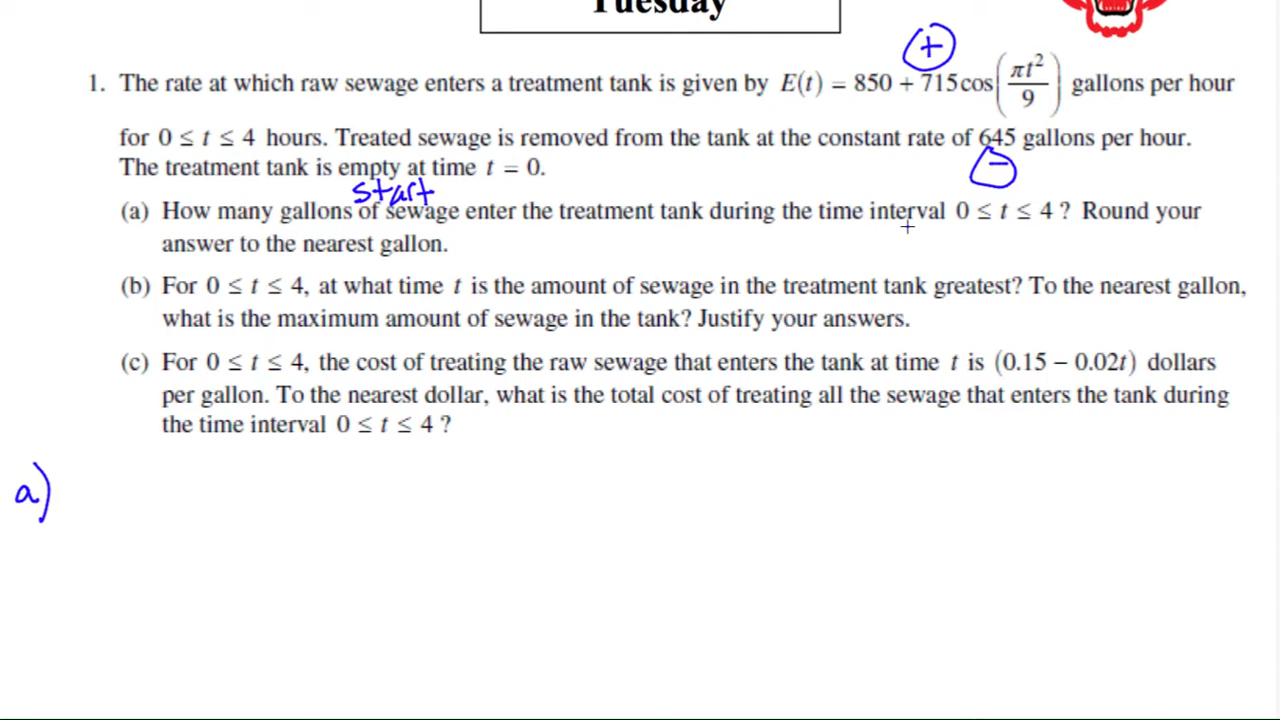 Tuesday
+
1. The rate at which raw sewage enters a treatment tank is given by E(t) = 850 + 715cos(πt²/9) gallons per hour
for 0 ≤ t ≤ 4 hours. Treated sewage is removed from the tank at the constant rate of 645 gallons per hour.
The treatment tank is empty at time t = 0.
−
start
(a) How many gallons of sewage enter the treatment tank during the time interval 0 ≤ t ≤ 4 ? Round your
answer to the nearest gallon.
(b) For 0 ≤ t ≤ 4, at what time t is the amount of sewage in the treatment tank greatest? To the nearest gallon,
what is the maximum amount of sewage in the tank? Justify your answers.
(c) For 0 ≤ t ≤ 4, the cost of treating the raw sewage that enters the tank at time t is (0.15 − 0.02t) dollars
per gallon. To the nearest dollar, what is the total cost of treating all the sewage that enters the tank during
the time interval 0 ≤ t ≤ 4 ?
a)